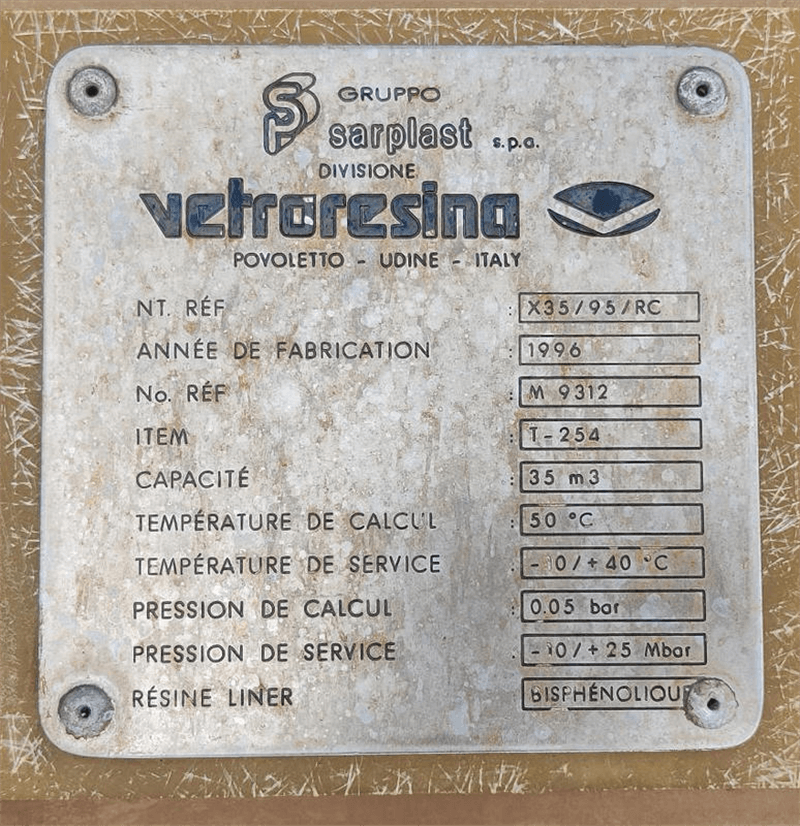 GRUPPO
sarplast s.p.a.
DIVISIONE
vetroresina
POVOLETTO - UDINE - ITALY
NT. RÉF : X35/95/RC
ANNÉE DE FABRICATION : 1996
No. RÉF : M 9312
ITEM : T-254
CAPACITÉ : 35 m3
TEMPÉRATURE DE CALCUL : 50 °C
TEMPÉRATURE DE SERVICE : -10/+40 °C
PRESSION DE CALCUL : 0.05 bar
PRESSION DE SERVICE : -10/+25 Mbar
RÉSINE LINER BISPHÉNOLIQUE